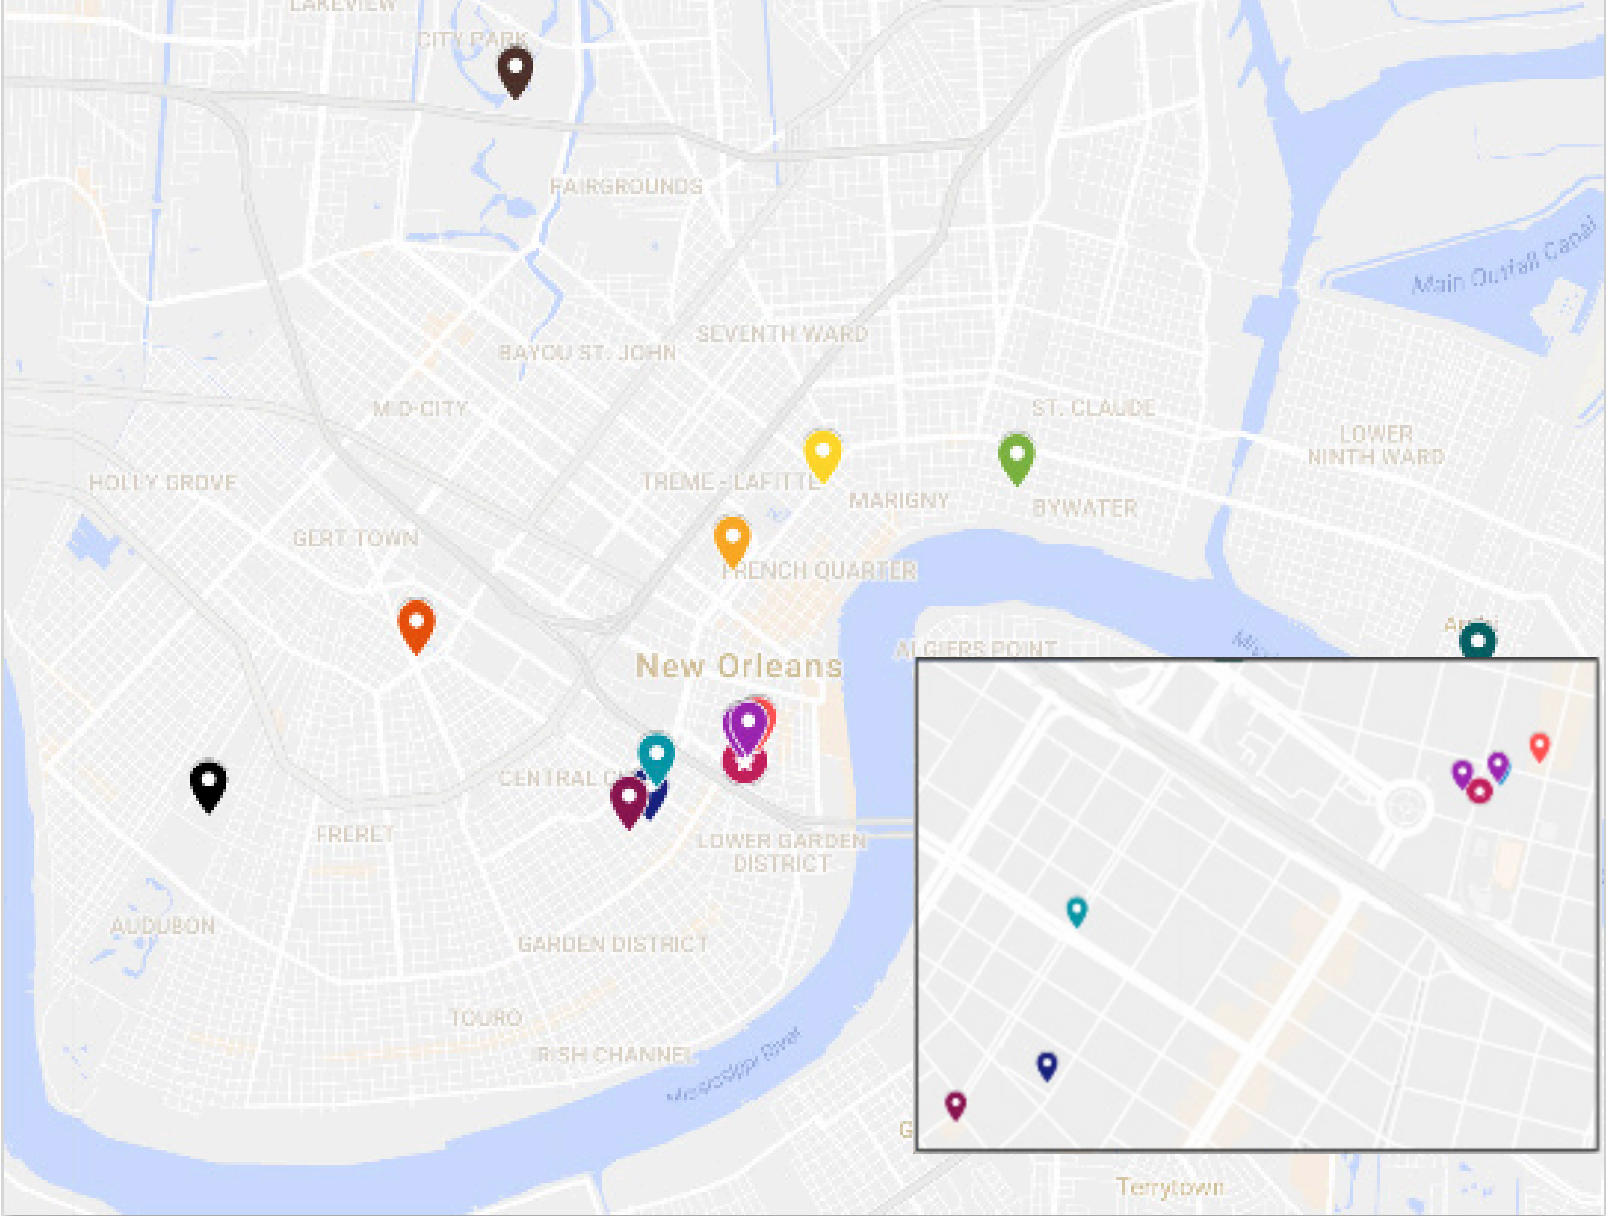 LAKEVIEW
CITY PARK
FAIRGROUNDS
Main Outfall Canal
SEVENTH WARD
BAYOU ST. JOHN
MID-CITY
ST. CLAUDE
LOWER
NINTH WARD
HOLLY GROVE
TREME - LAFITTE
MARIGNY
BYWATER
GERT TOWN
FRENCH QUARTER
ALGIERS POINT
New Orleans
CENTRAL
FRERET
LOWER GARDEN
DISTRICT
AUDUBON
GARDEN DISTRICT
TOURO
IRISH CHANNEL
Mississippi River
Terrytown